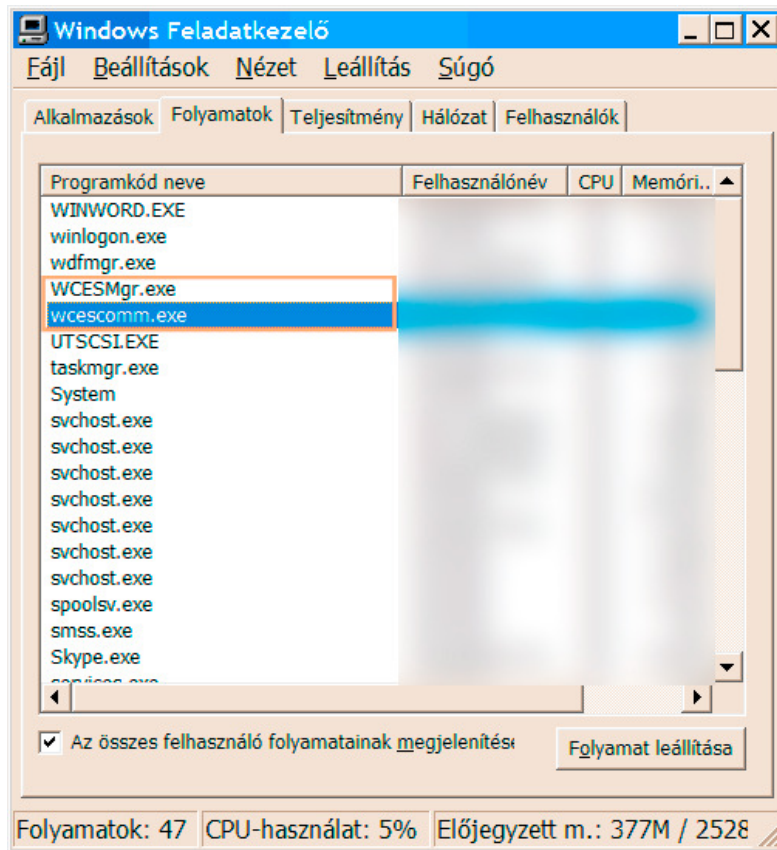 Windows Feladatkezelő
Fájl Beállítások Nézet Leállítás Súgó
Alkalmazások Folyamatok Teljesítmény Hálózat Felhasználók
Programkód neve Felhasználónév CPU Memóri..
WINWORD.EXE
winlogon.exe
wdfmgr.exe
WCESMgr.exe
wcescomm.exe
UTSCSI.EXE
taskmgr.exe
System
svchost.exe
svchost.exe
svchost.exe
svchost.exe
svchost.exe
svchost.exe
svchost.exe
spoolsv.exe
smss.exe
Skype.exe
services.exe
Az összes felhasználó folyamatainak megjelenítése
Folyamat leállítása
Folyamatok: 47 CPU-használat: 5% Előjegyzett m.: 377M / 2528